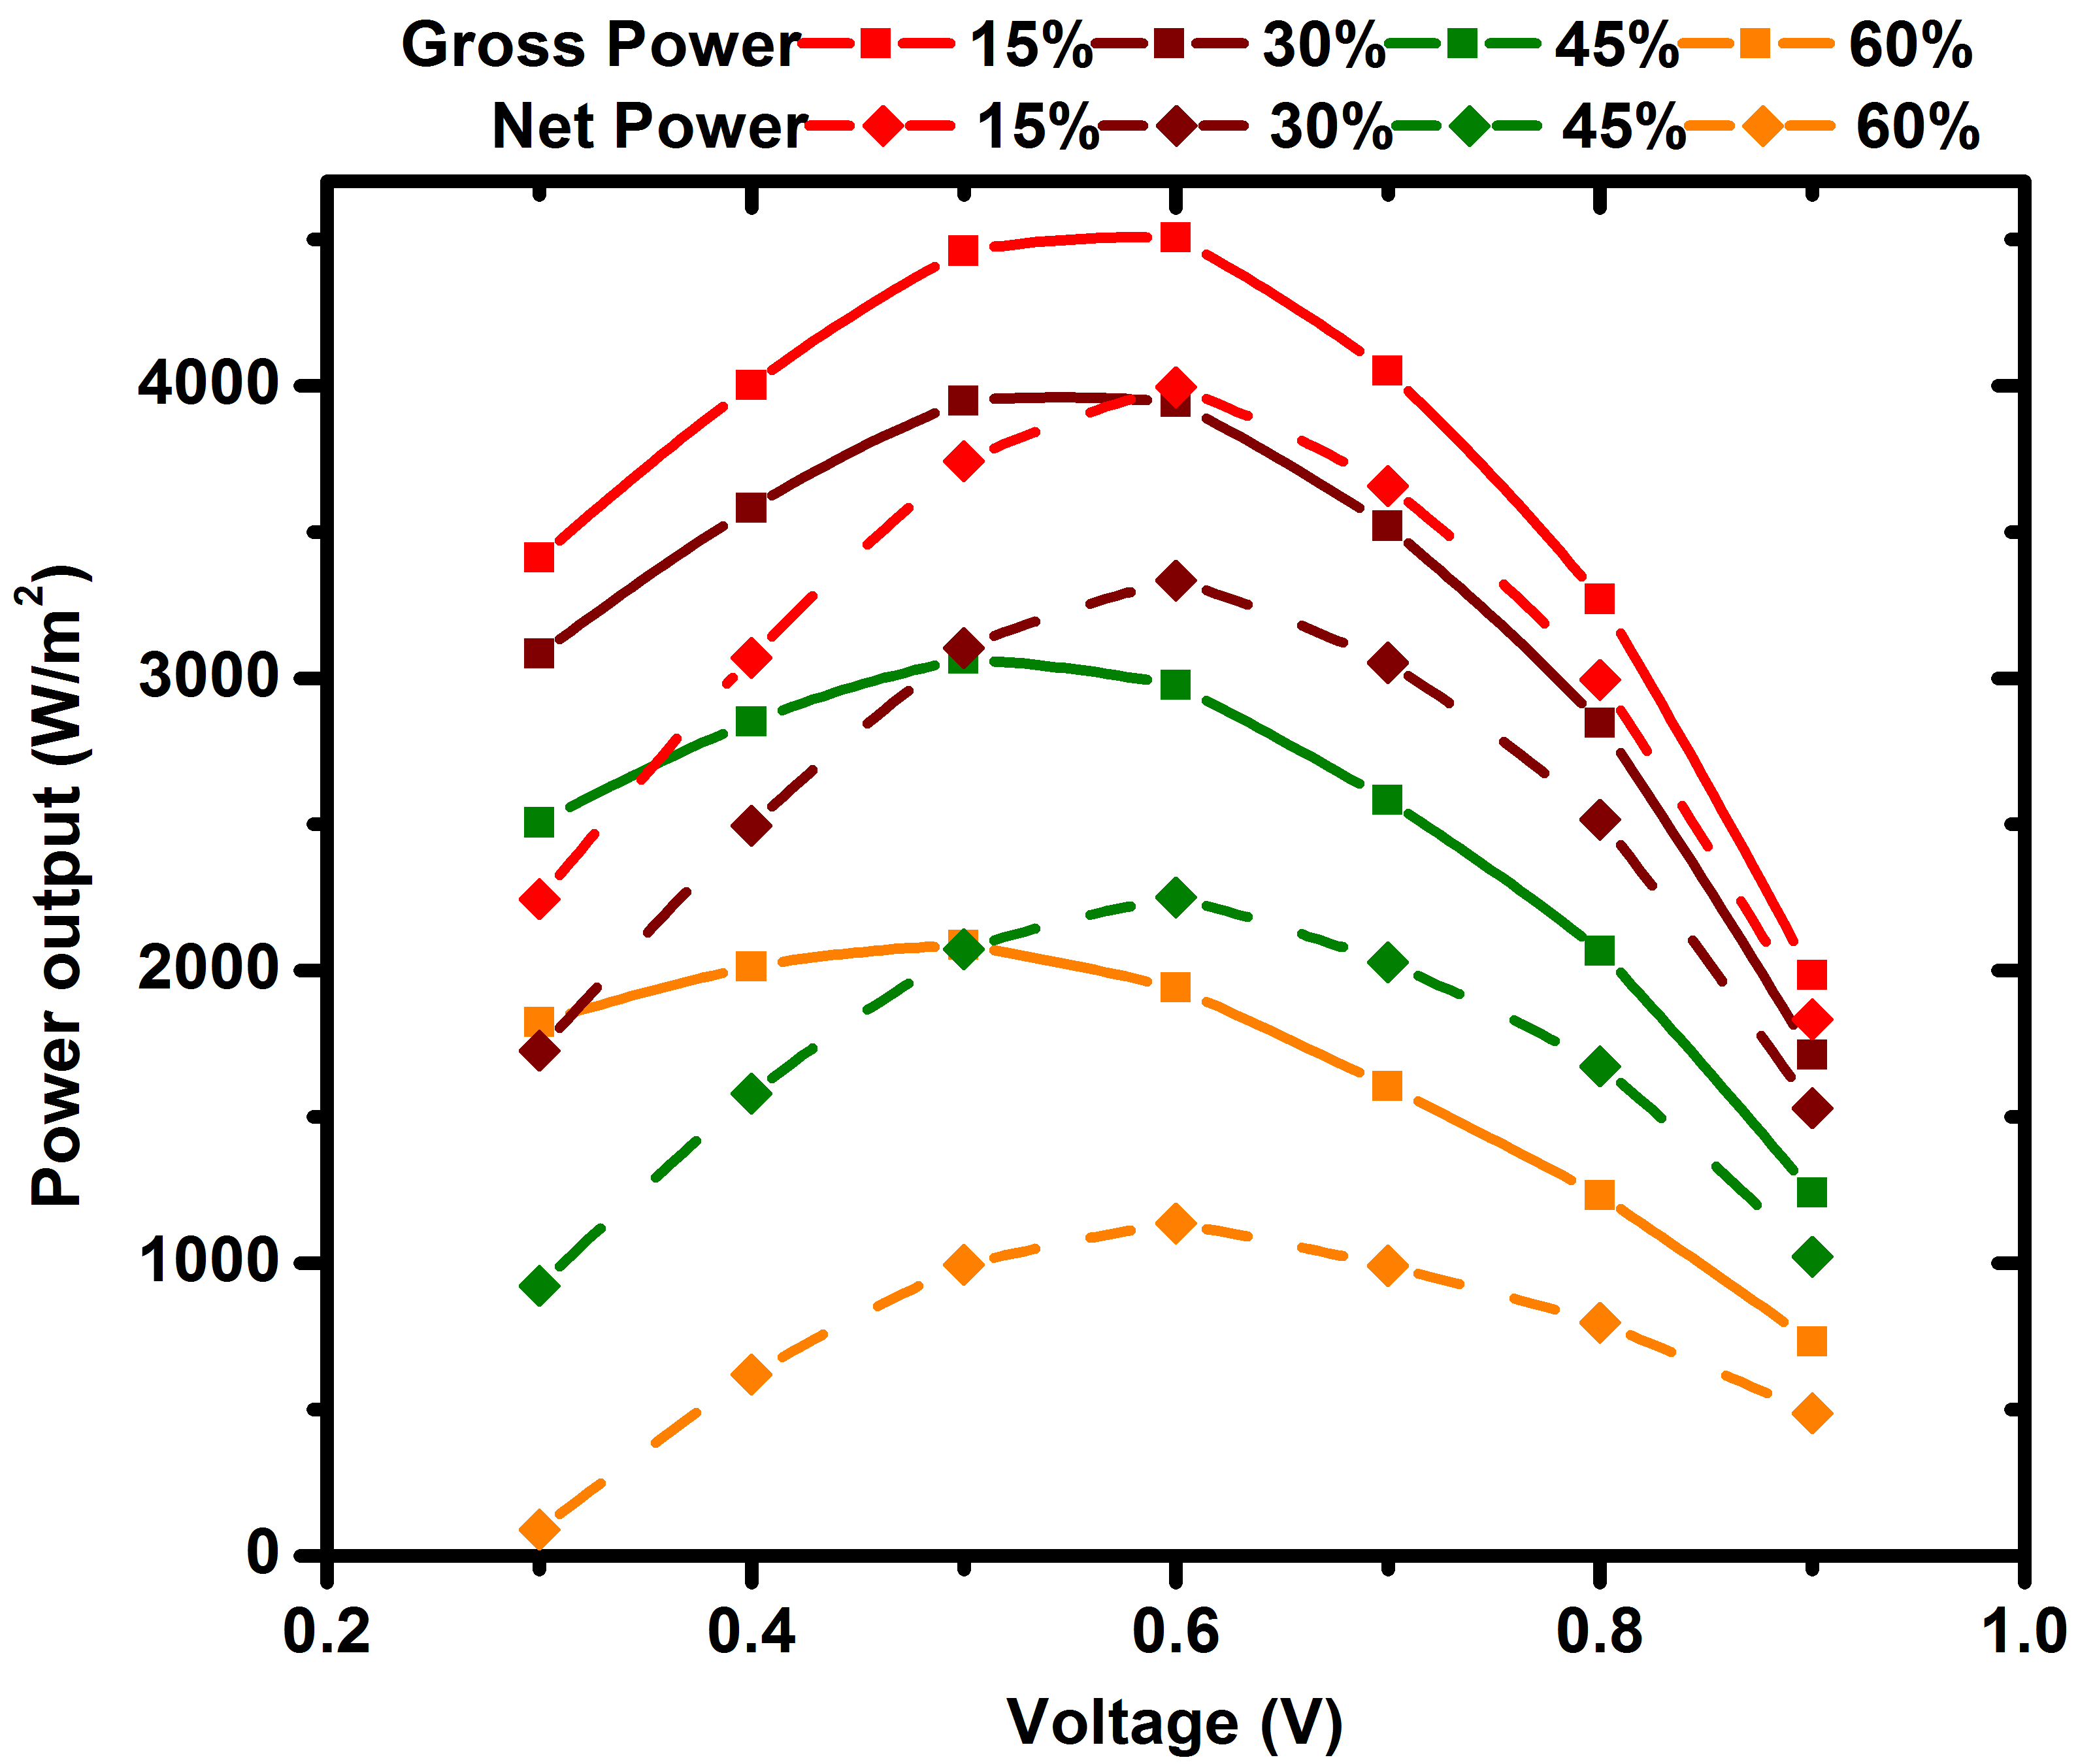 Gross Power 15% 30% 45% 60%
Net Power 15% 30% 45% 60%
Power output (W/m²)
4000
3000
2000
1000
0
0.2 0.4 0.6 0.8 1.0
Voltage (V)